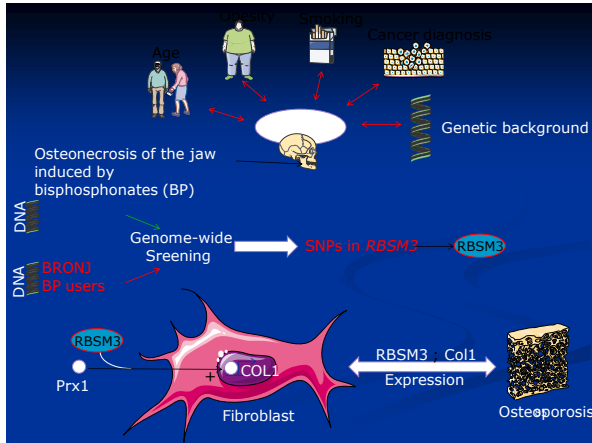 Obesity
Smoking
Age
Cancer diagnosis
Genetic background
Osteonecrosis of the jaw
induced by
bisphosphonates (BP)
DNA
Genome-wide
Sreening
SNPs in RBSM3
RBSM3
DNA
BRONJ
BP users
RBSM3
Prx1
+
COL1
Fibroblast
RBSM3 ; Col1
Expression
Osteoporosis